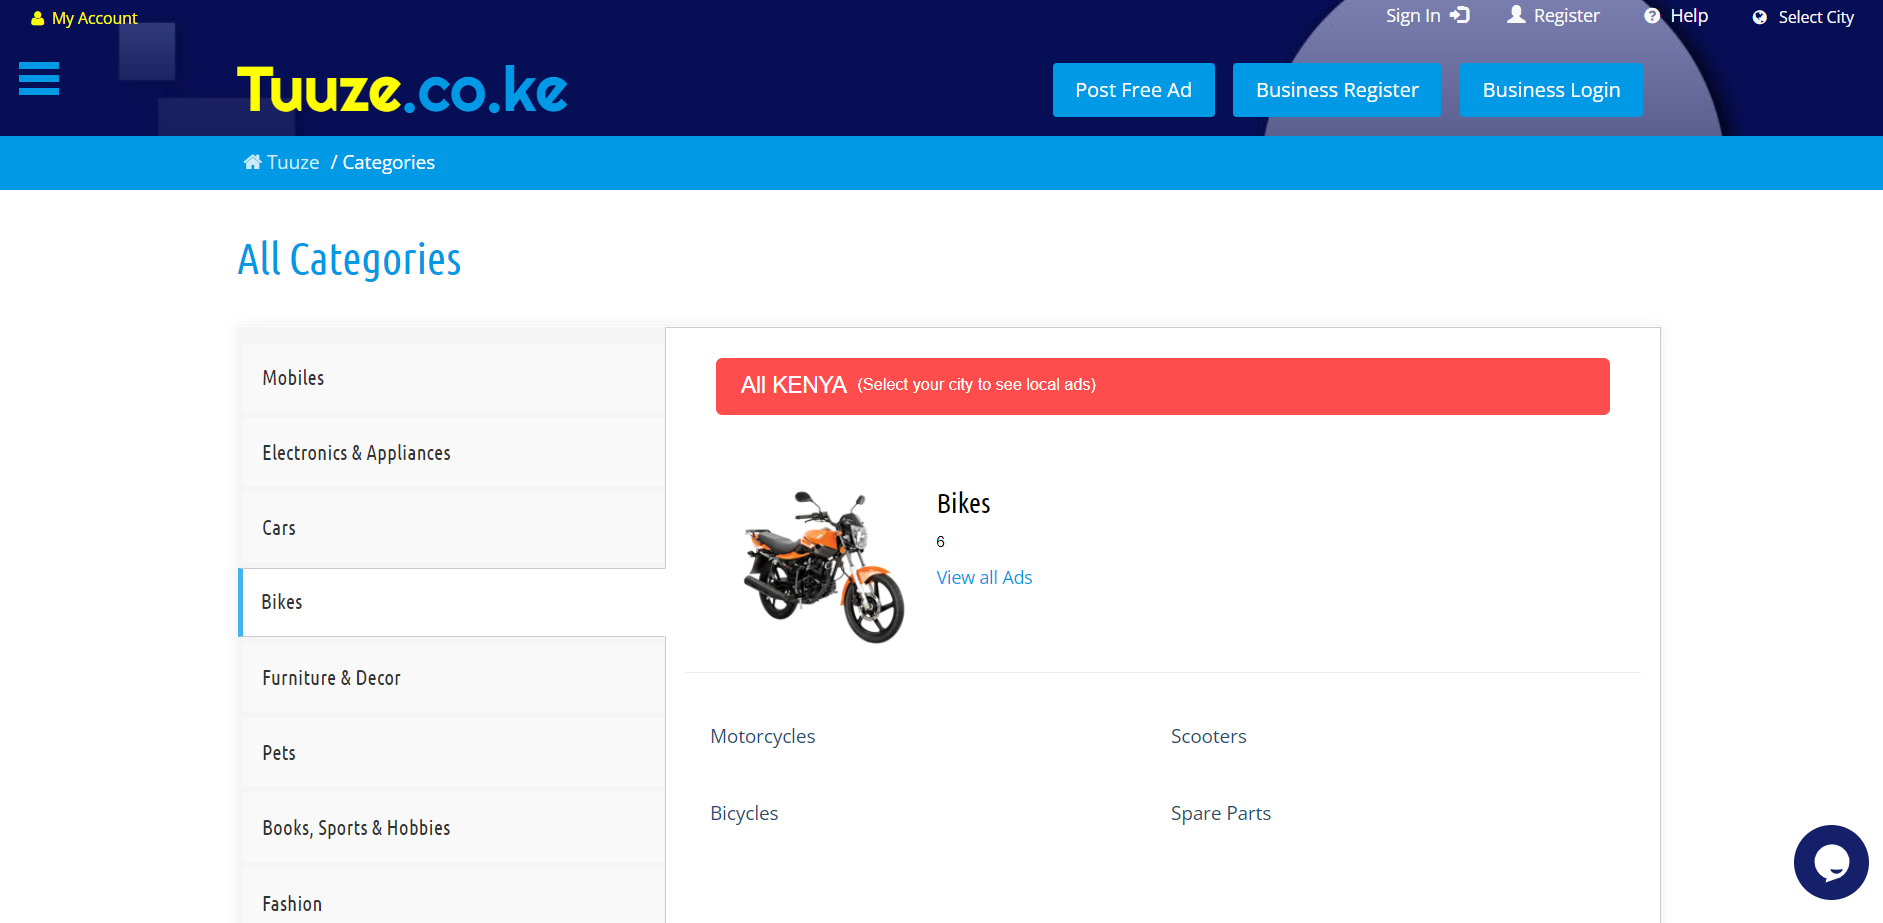 My Account
Sign In
Register
Help
Select City
Tuuze.co.ke
Post Free Ad
Business Register
Business Login
Tuuze / Categories
All Categories
Mobiles
Electronics & Appliances
Cars
Bikes
Furniture & Decor
Pets
Books, Sports & Hobbies
Fashion
All KENYA (Select your city to see local ads)
Bikes
6
View all Ads
Motorcycles
Scooters
Bicycles
Spare Parts